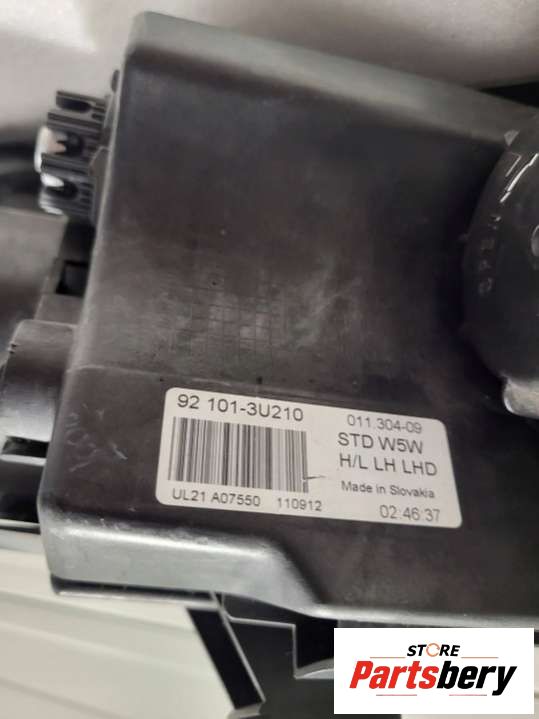 92 101-3U210
011.304-09
STD W5W
H/L LH LHD
Made in Slovakia
UL21 A07550 110912
02:46:37
STORE
Partsbery